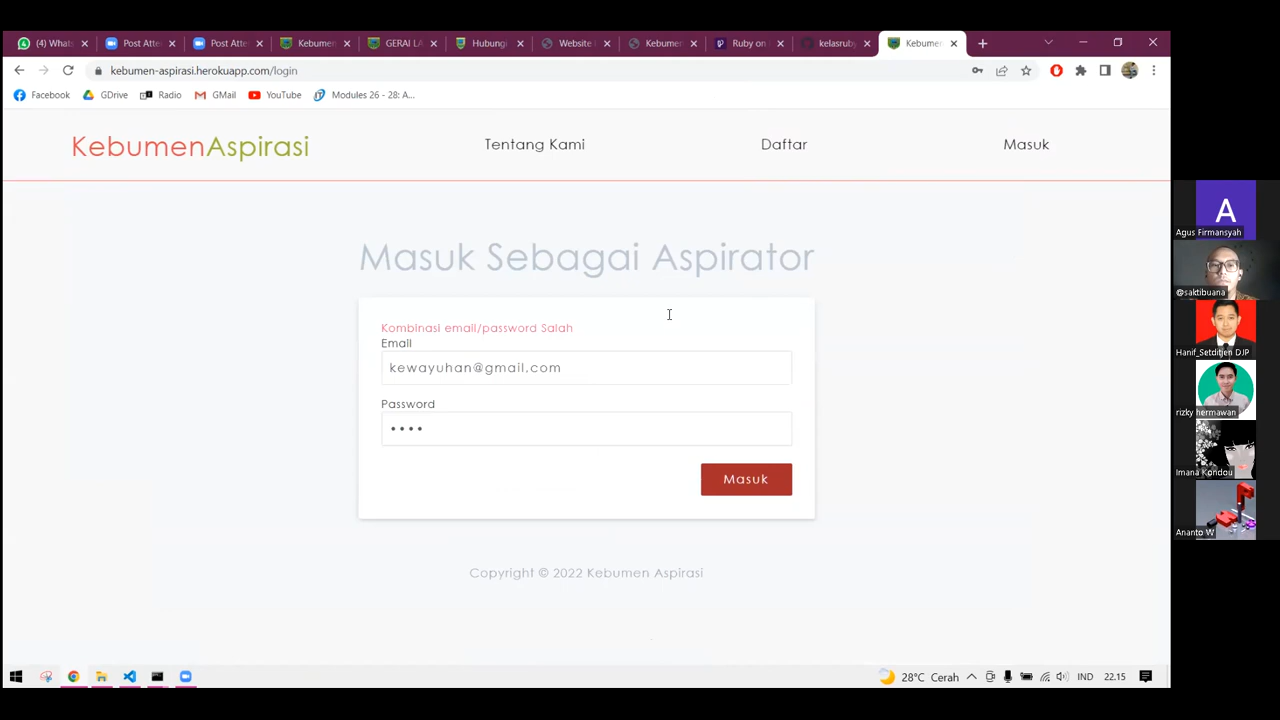 (4) Whats
Post Atte
Post Atte
Kebumen
GERAI LA
Hubungi
Website
Kebumen
Ruby on
kelasruby
Kebumen
kebumen-aspirasi.herokuapp.com/login
Facebook
GDrive
Radio
GMail
YouTube
Modules 26 - 28: A...
KebumenAspirasi
Tentang Kami
Daftar
Masuk
Masuk Sebagai Aspirator
Kombinasi email/password Salah
Email
kewayuhan@gmail.com
Password
Masuk
Copyright © 2022 Kebumen Aspirasi
A
Agus Firmansyah
@saktibuana
Hanif_Setditjen DJP
rizky hermawan
Imana Kondou
Ananto W
28°C Cerah
IND
22.15